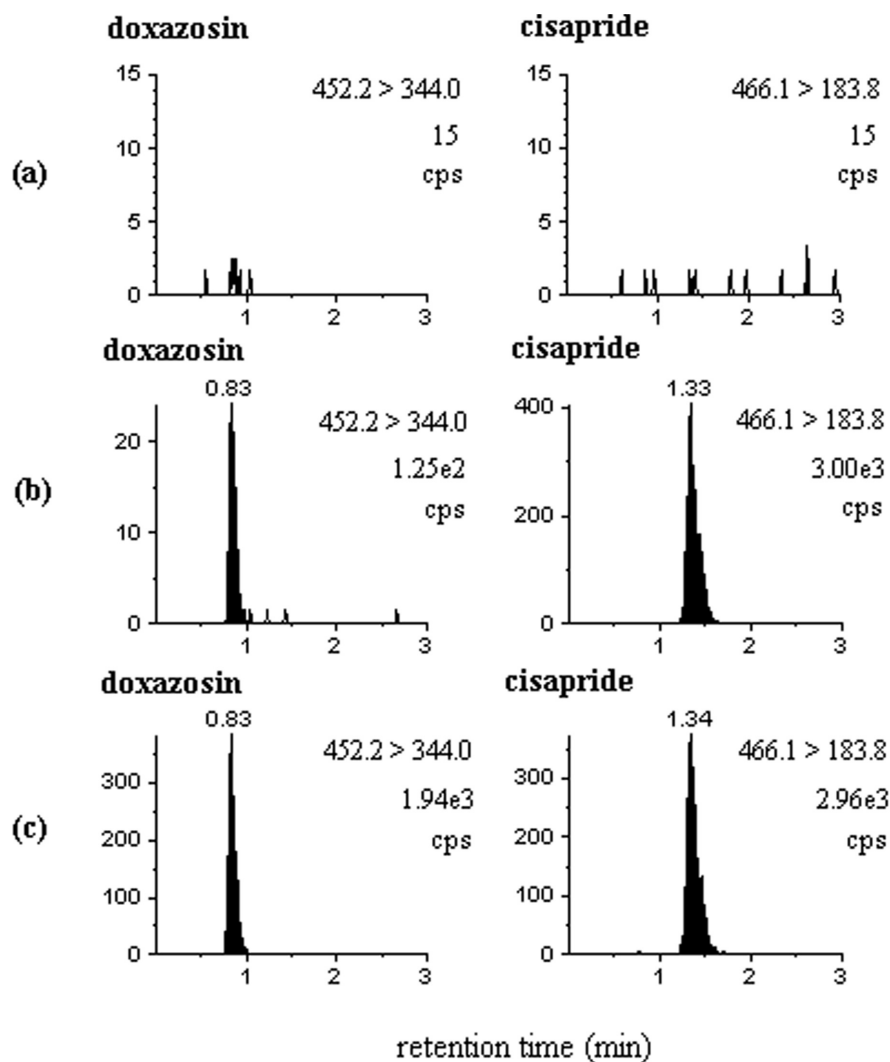 doxazosin
cisapride
(a)
15
10
5
0
1
2
3
452.2 > 344.0
15
cps
15
10
5
0
1
2
3
466.1 > 183.8
15
cps
doxazosin
cisapride
(b)
0.83
20
10
0
1
2
3
452.2 > 344.0
1.25e2
cps
1.33
400
200
0
1
2
3
466.1 > 183.8
3.00e3
cps
doxazosin
cisapride
(c)
0.83
300
200
100
0
1
2
3
452.2 > 344.0
1.94e3
cps
1.34
300
200
100
0
1
2
3
466.1 > 183.8
2.96e3
cps
retention time (min)